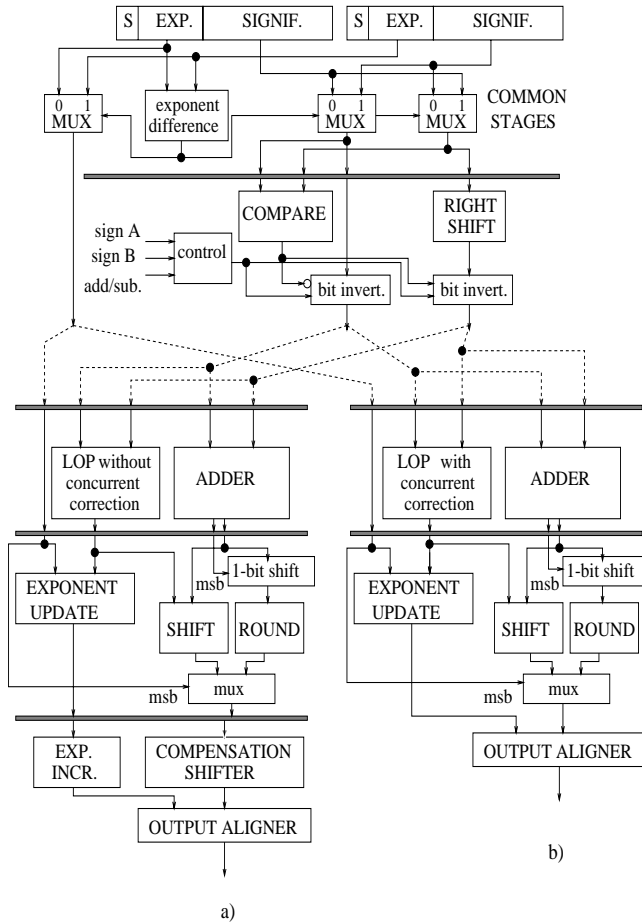 S EXP. SIGNIF. S EXP. SIGNIF.
0 1
MUX
exponent
difference
0 1
MUX
0 1
MUX
COMMON
STAGES
COMPARE
RIGHT
SHIFT
sign A
sign B
add/sub.
control
bit invert.
bit invert.
LOP without
concurrent
correction
ADDER
LOP with
concurrent
correction
ADDER
EXPONENT
UPDATE
msb
1-bit shift
SHIFT
ROUND
msb
mux
EXP.
INCR.
COMPENSATION
SHIFTER
OUTPUT ALIGNER
a)
EXPONENT
UPDATE
msb
1-bit shift
SHIFT
ROUND
msb
mux
OUTPUT ALIGNER
b)